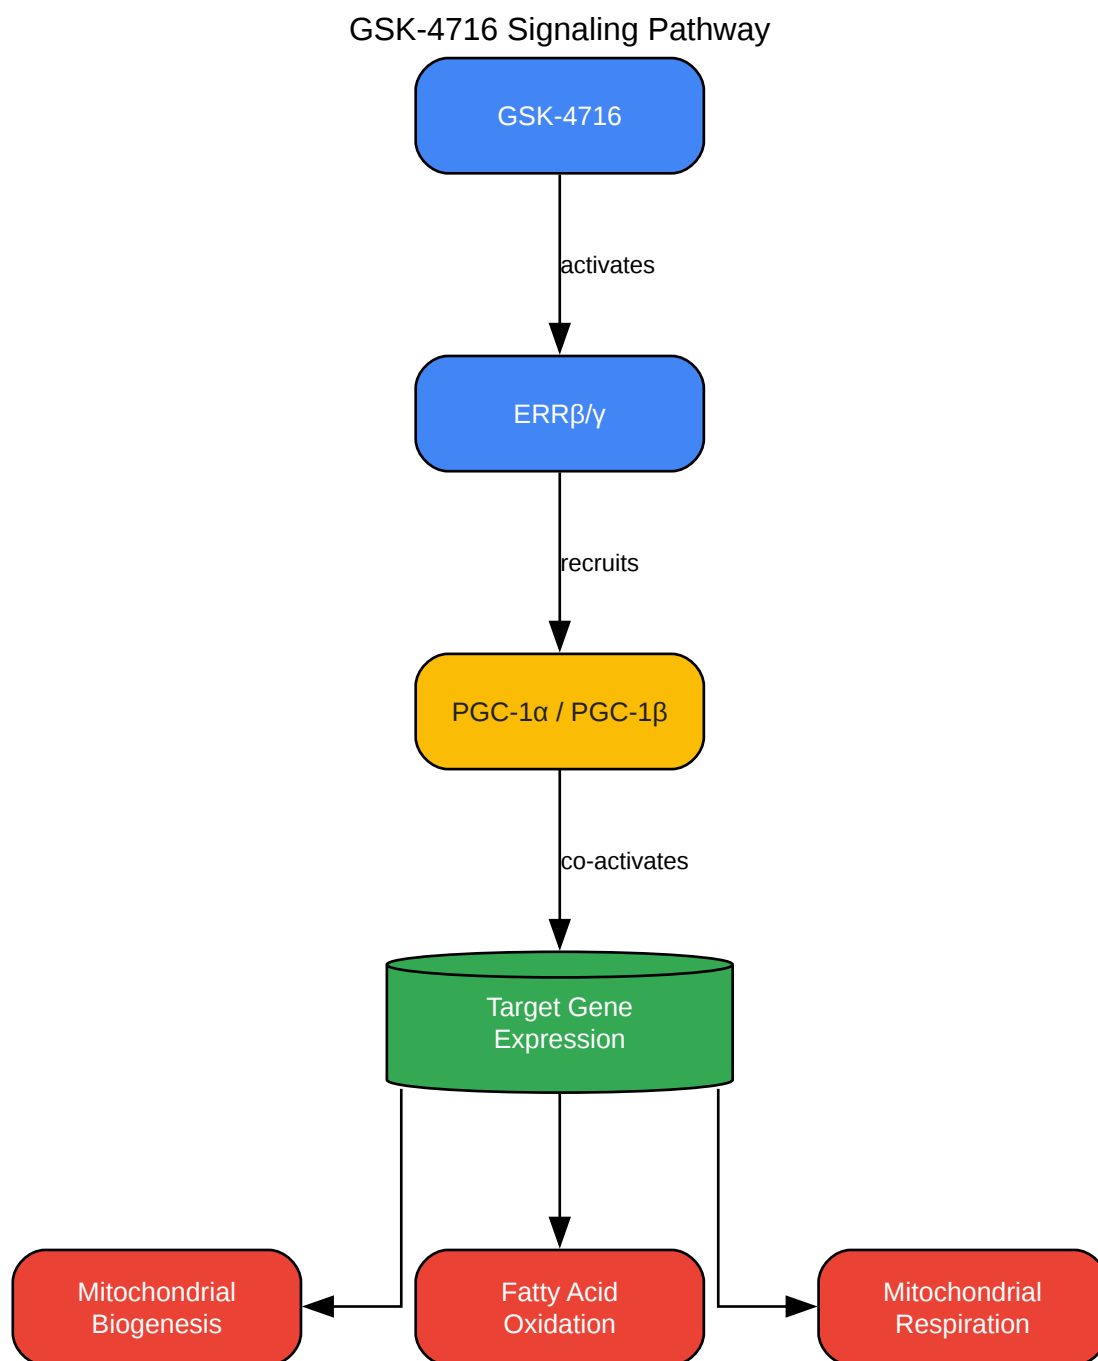 GSK-4716 Signaling Pathway
GSK-4716
activates
ERRβ/γ
recruits
PGC-1α / PGC-1β
co-activates
Target Gene
Expression
Mitochondrial
Biogenesis
Fatty Acid
Oxidation
Mitochondrial
Respiration